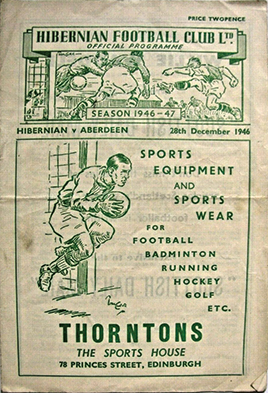 PRICE TWOPENCE
HIBERNIAN FOOTBALL CLUB LTD
OFFICIAL PROGRAMME
SEASON 1946-47
HIBERNIAN v ABERDEEN 28th December 1946
SPORTS
EQUIPMENT
AND
SPORTS
WEAR
FOR
FOOTBALL
BADMINTON
RUNNING
HOCKEY
GOLF
ETC.
THORNTONS
THE SPORTS HOUSE
78 PRINCES STREET, EDINBURGH